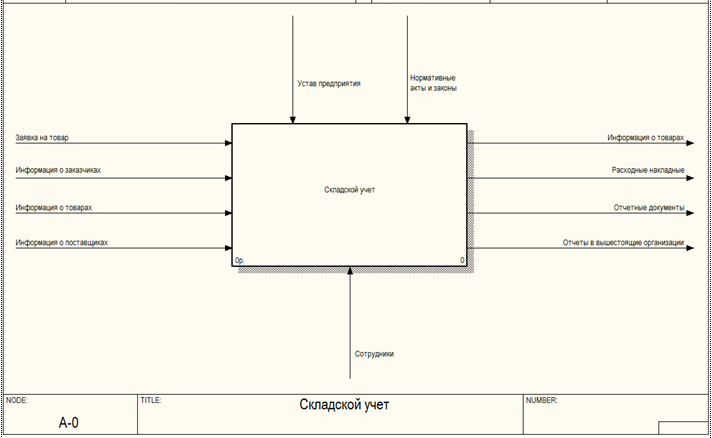 Устав предприятия
Нормативные
акты и законы
Заявка на товар
Информация о заказчиках
Информация о товарах
Информация о поставщиках
Складской учет
0р.
0
Информация о товарах
Расходные накладные
Отчетные документы
Отчеты в вышестоящие организации
Сотрудники
NODE:
A-0
TITLE:
Складской учет
NUMBER: